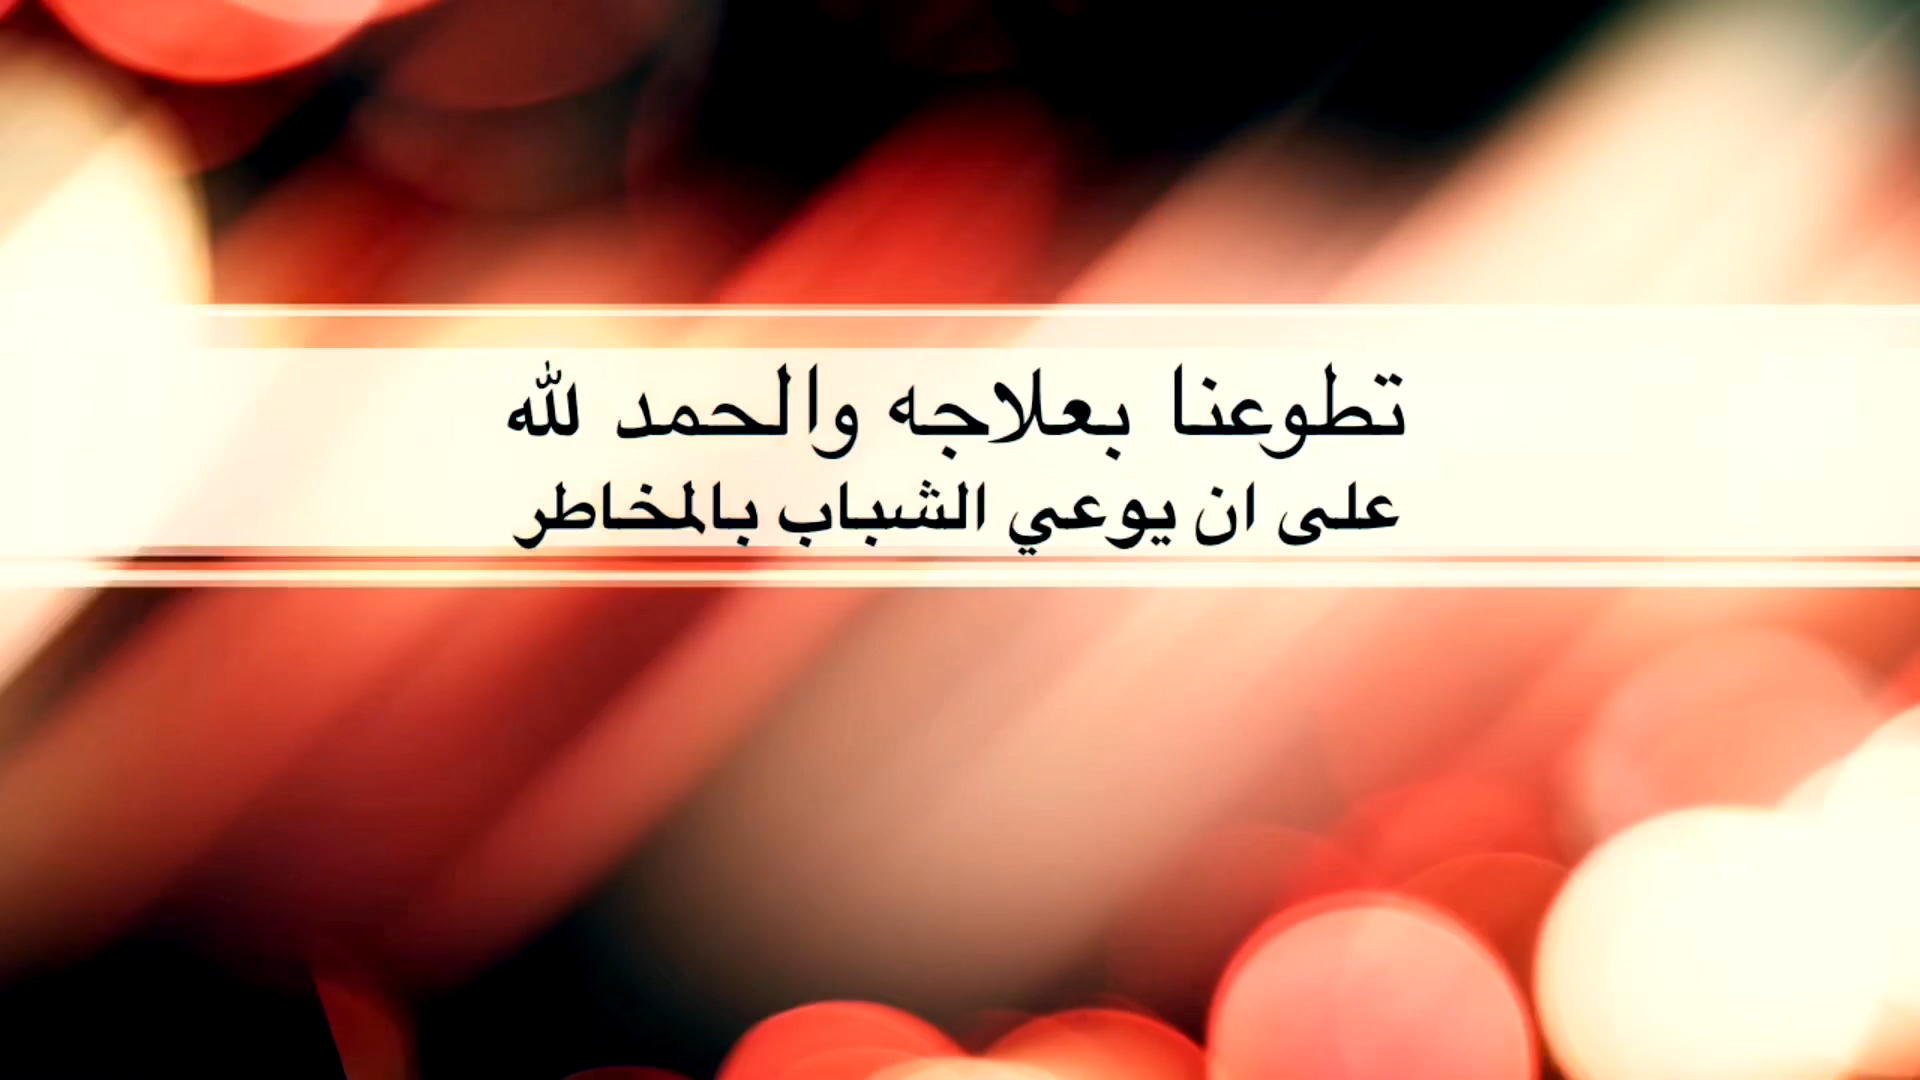 تطوعنا بعلاجه والحمد لله
على ان يوعي الشباب بالمخاطر